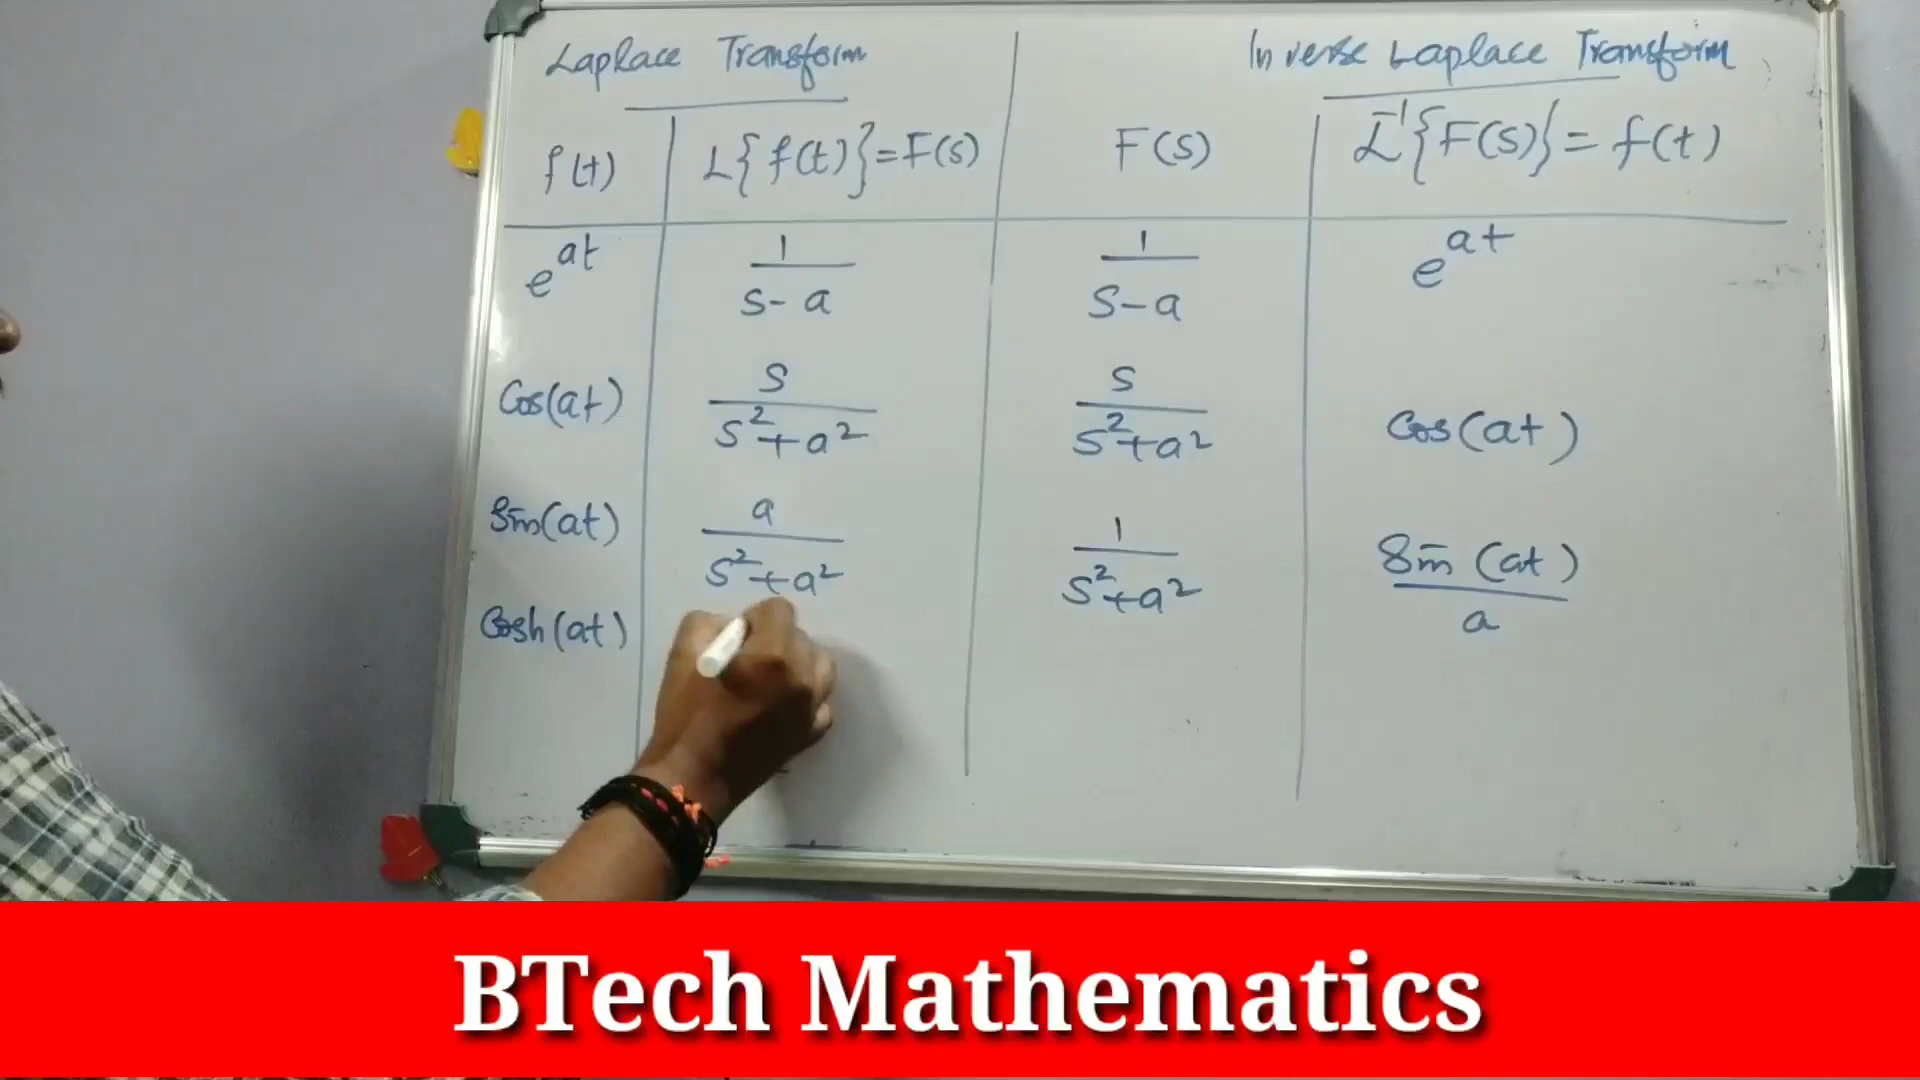 Laplace Transform
Inverse Laplace Transform
f(t)
L{f(t)}=F(s)
F(s)
L⁻¹{F(s)}=f(t)
e^at
1/(s-a)
1/(s-a)
e^at
Cos(at)
s/(s²+a²)
s/(s²+a²)
Cos(at)
Sin(at)
a/(s²+a²)
1/(s²+a²)
Sin(at)/a
Cosh(at)
BTech Mathematics